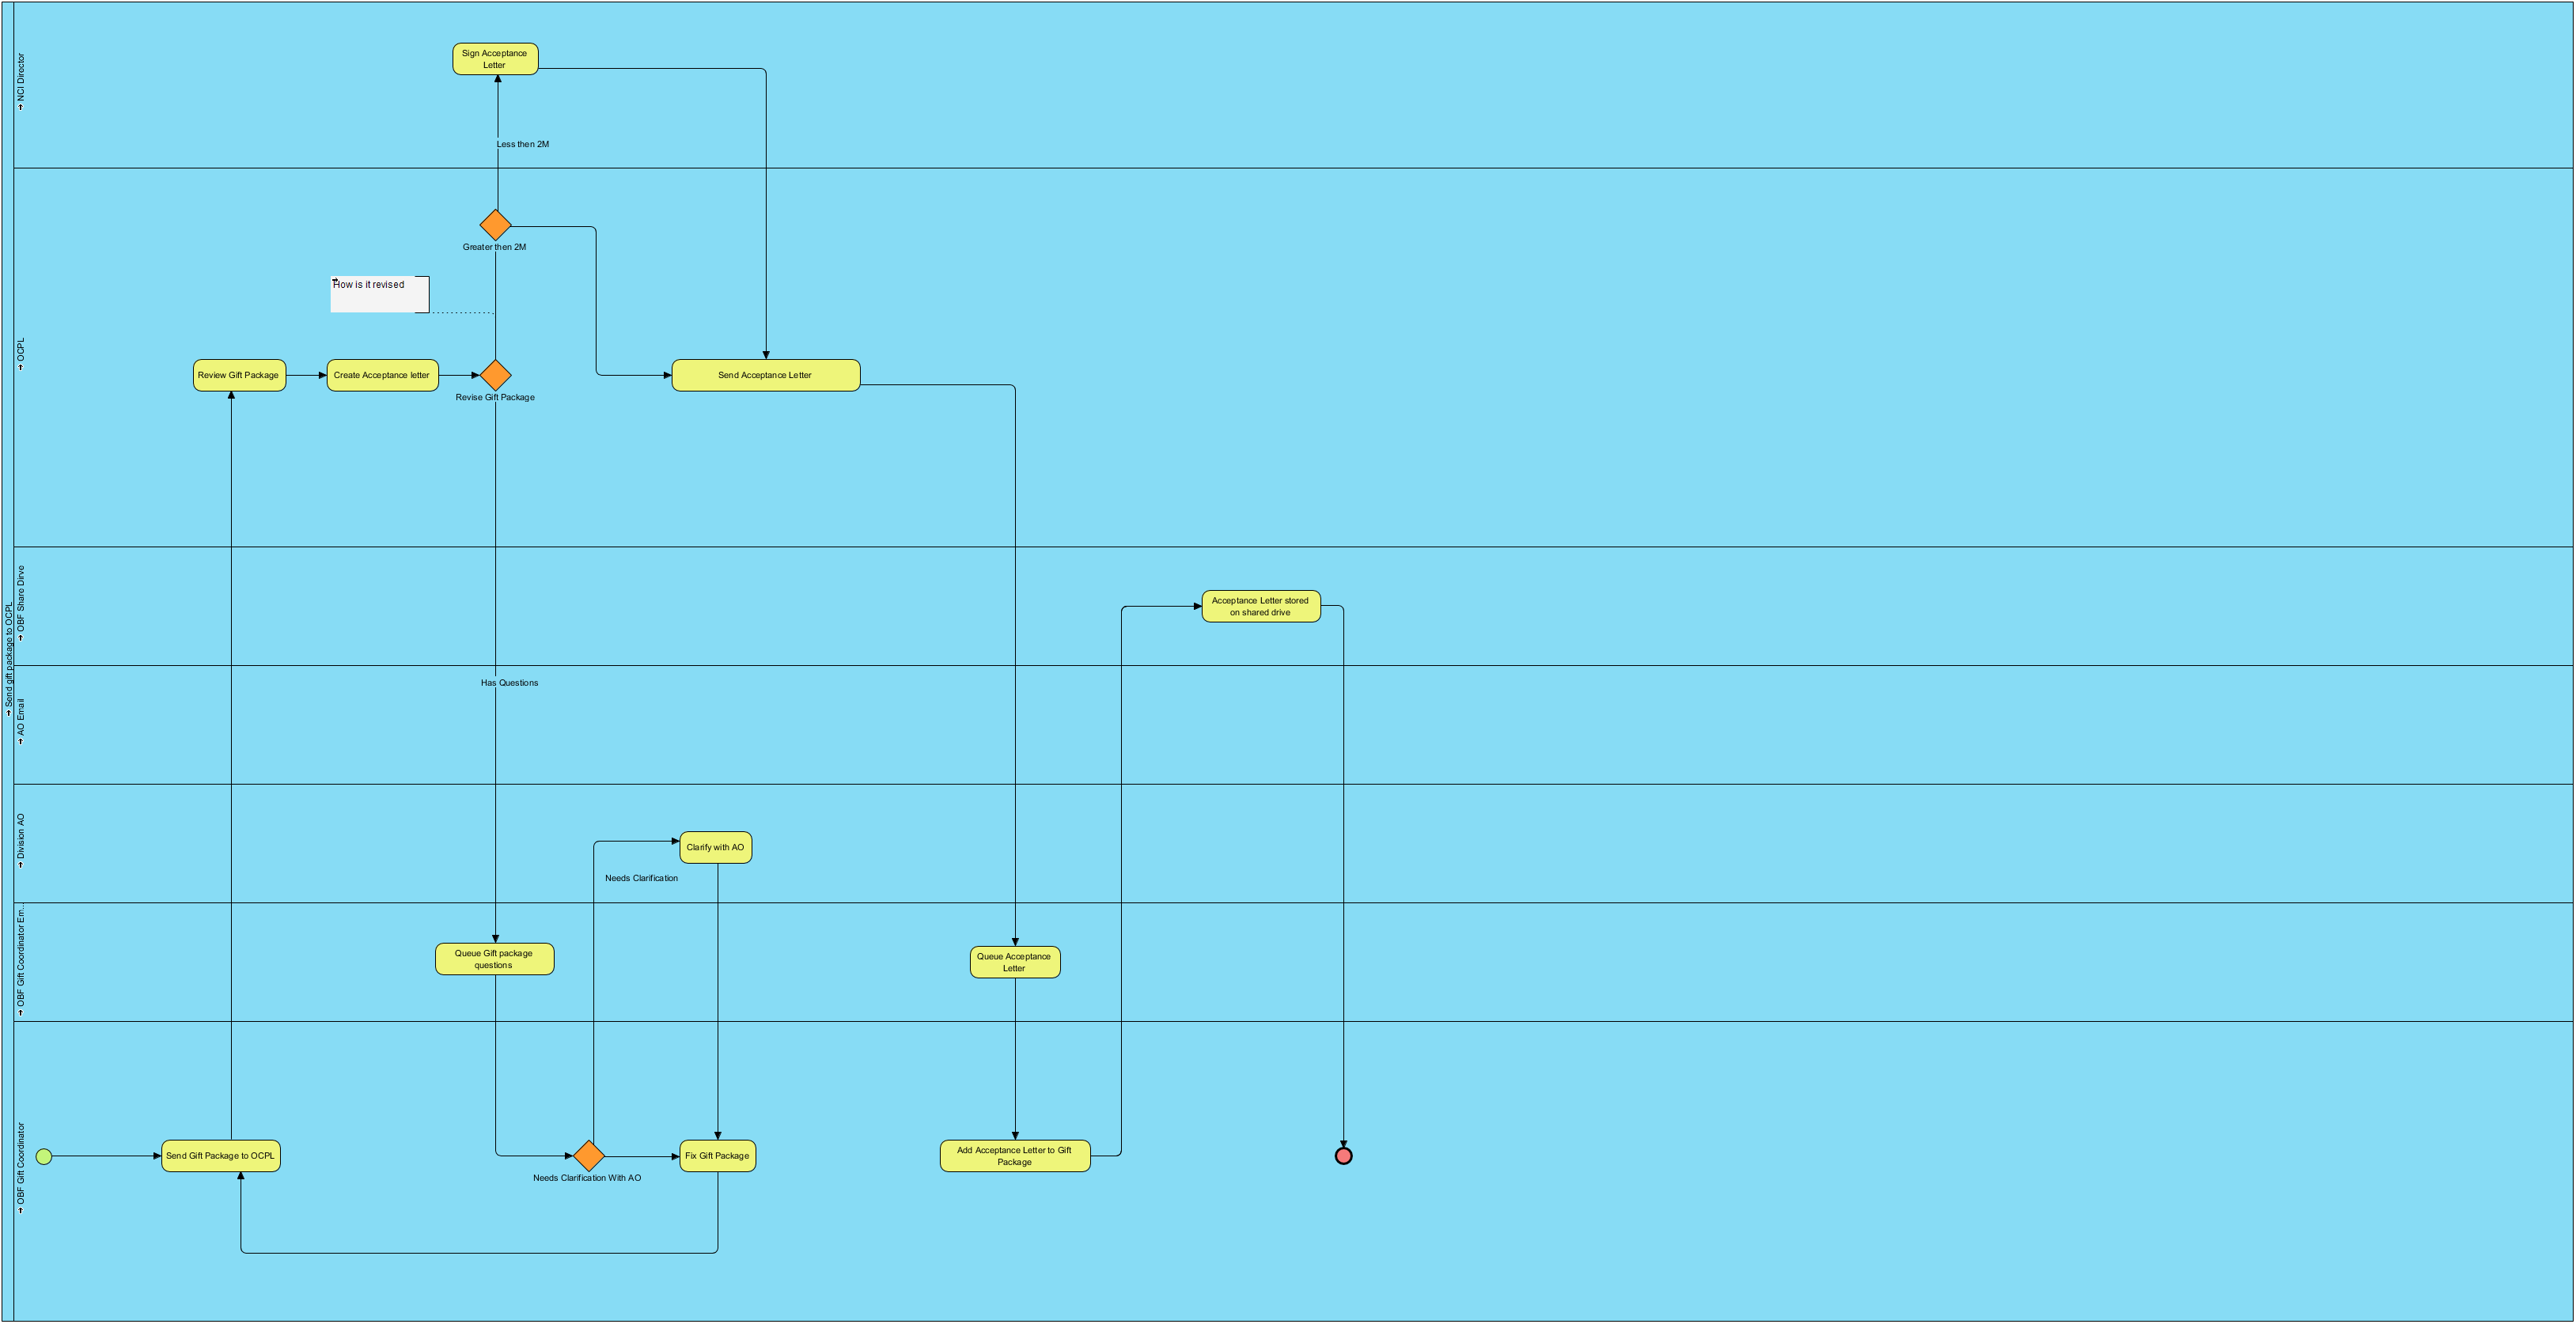 Send gift package to OCPL
NCI Director
Sign Acceptance
Letter
Less then 2M
OCPL
Greater then 2M
How is it revised
Review Gift Package
Create Acceptance letter
Revise Gift Package
Send Acceptance Letter
OBF Share Dirve
Acceptance Letter stored
on shared drive
AO Email
Has Questions
Division AO
Clarify with AO
Needs Clarification
OBF Gift Coordinator Em...
Queue Gift package
questions
Queue Acceptance
Letter
OBF Gift Coordinator
Send Gift Package to OCPL
Needs Clarification With AO
Fix Gift Package
Add Acceptance Letter to Gift
Package